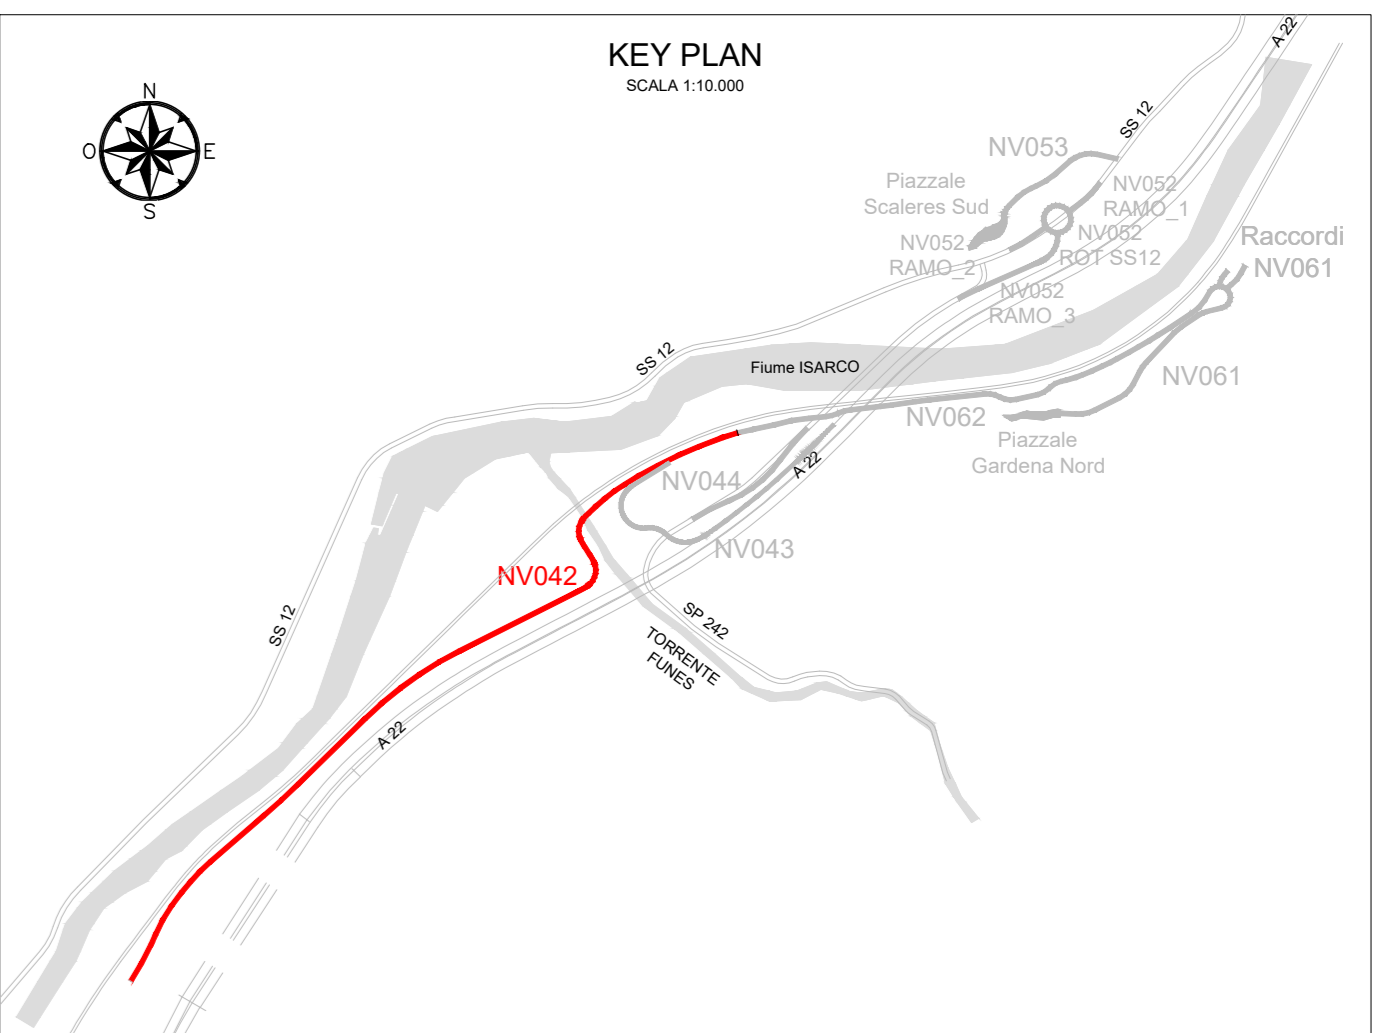 KEY PLAN
SCALA 1:10.000
N
O
E
S
A 22
SS 12
NV053
Piazzale
Scaleres Sud
NV052
RAMO_1
NV052
RAMO_2
NV052
ROT SS12
Raccordi
NV061
NV052
RAMO_3
SS 12
Fiume ISARCO
NV061
NV062
Piazzale
Gardena Nord
A 22
NV044
NV043
NV042
SS 12
SP 242
TORRENTE
FUNES
A 22